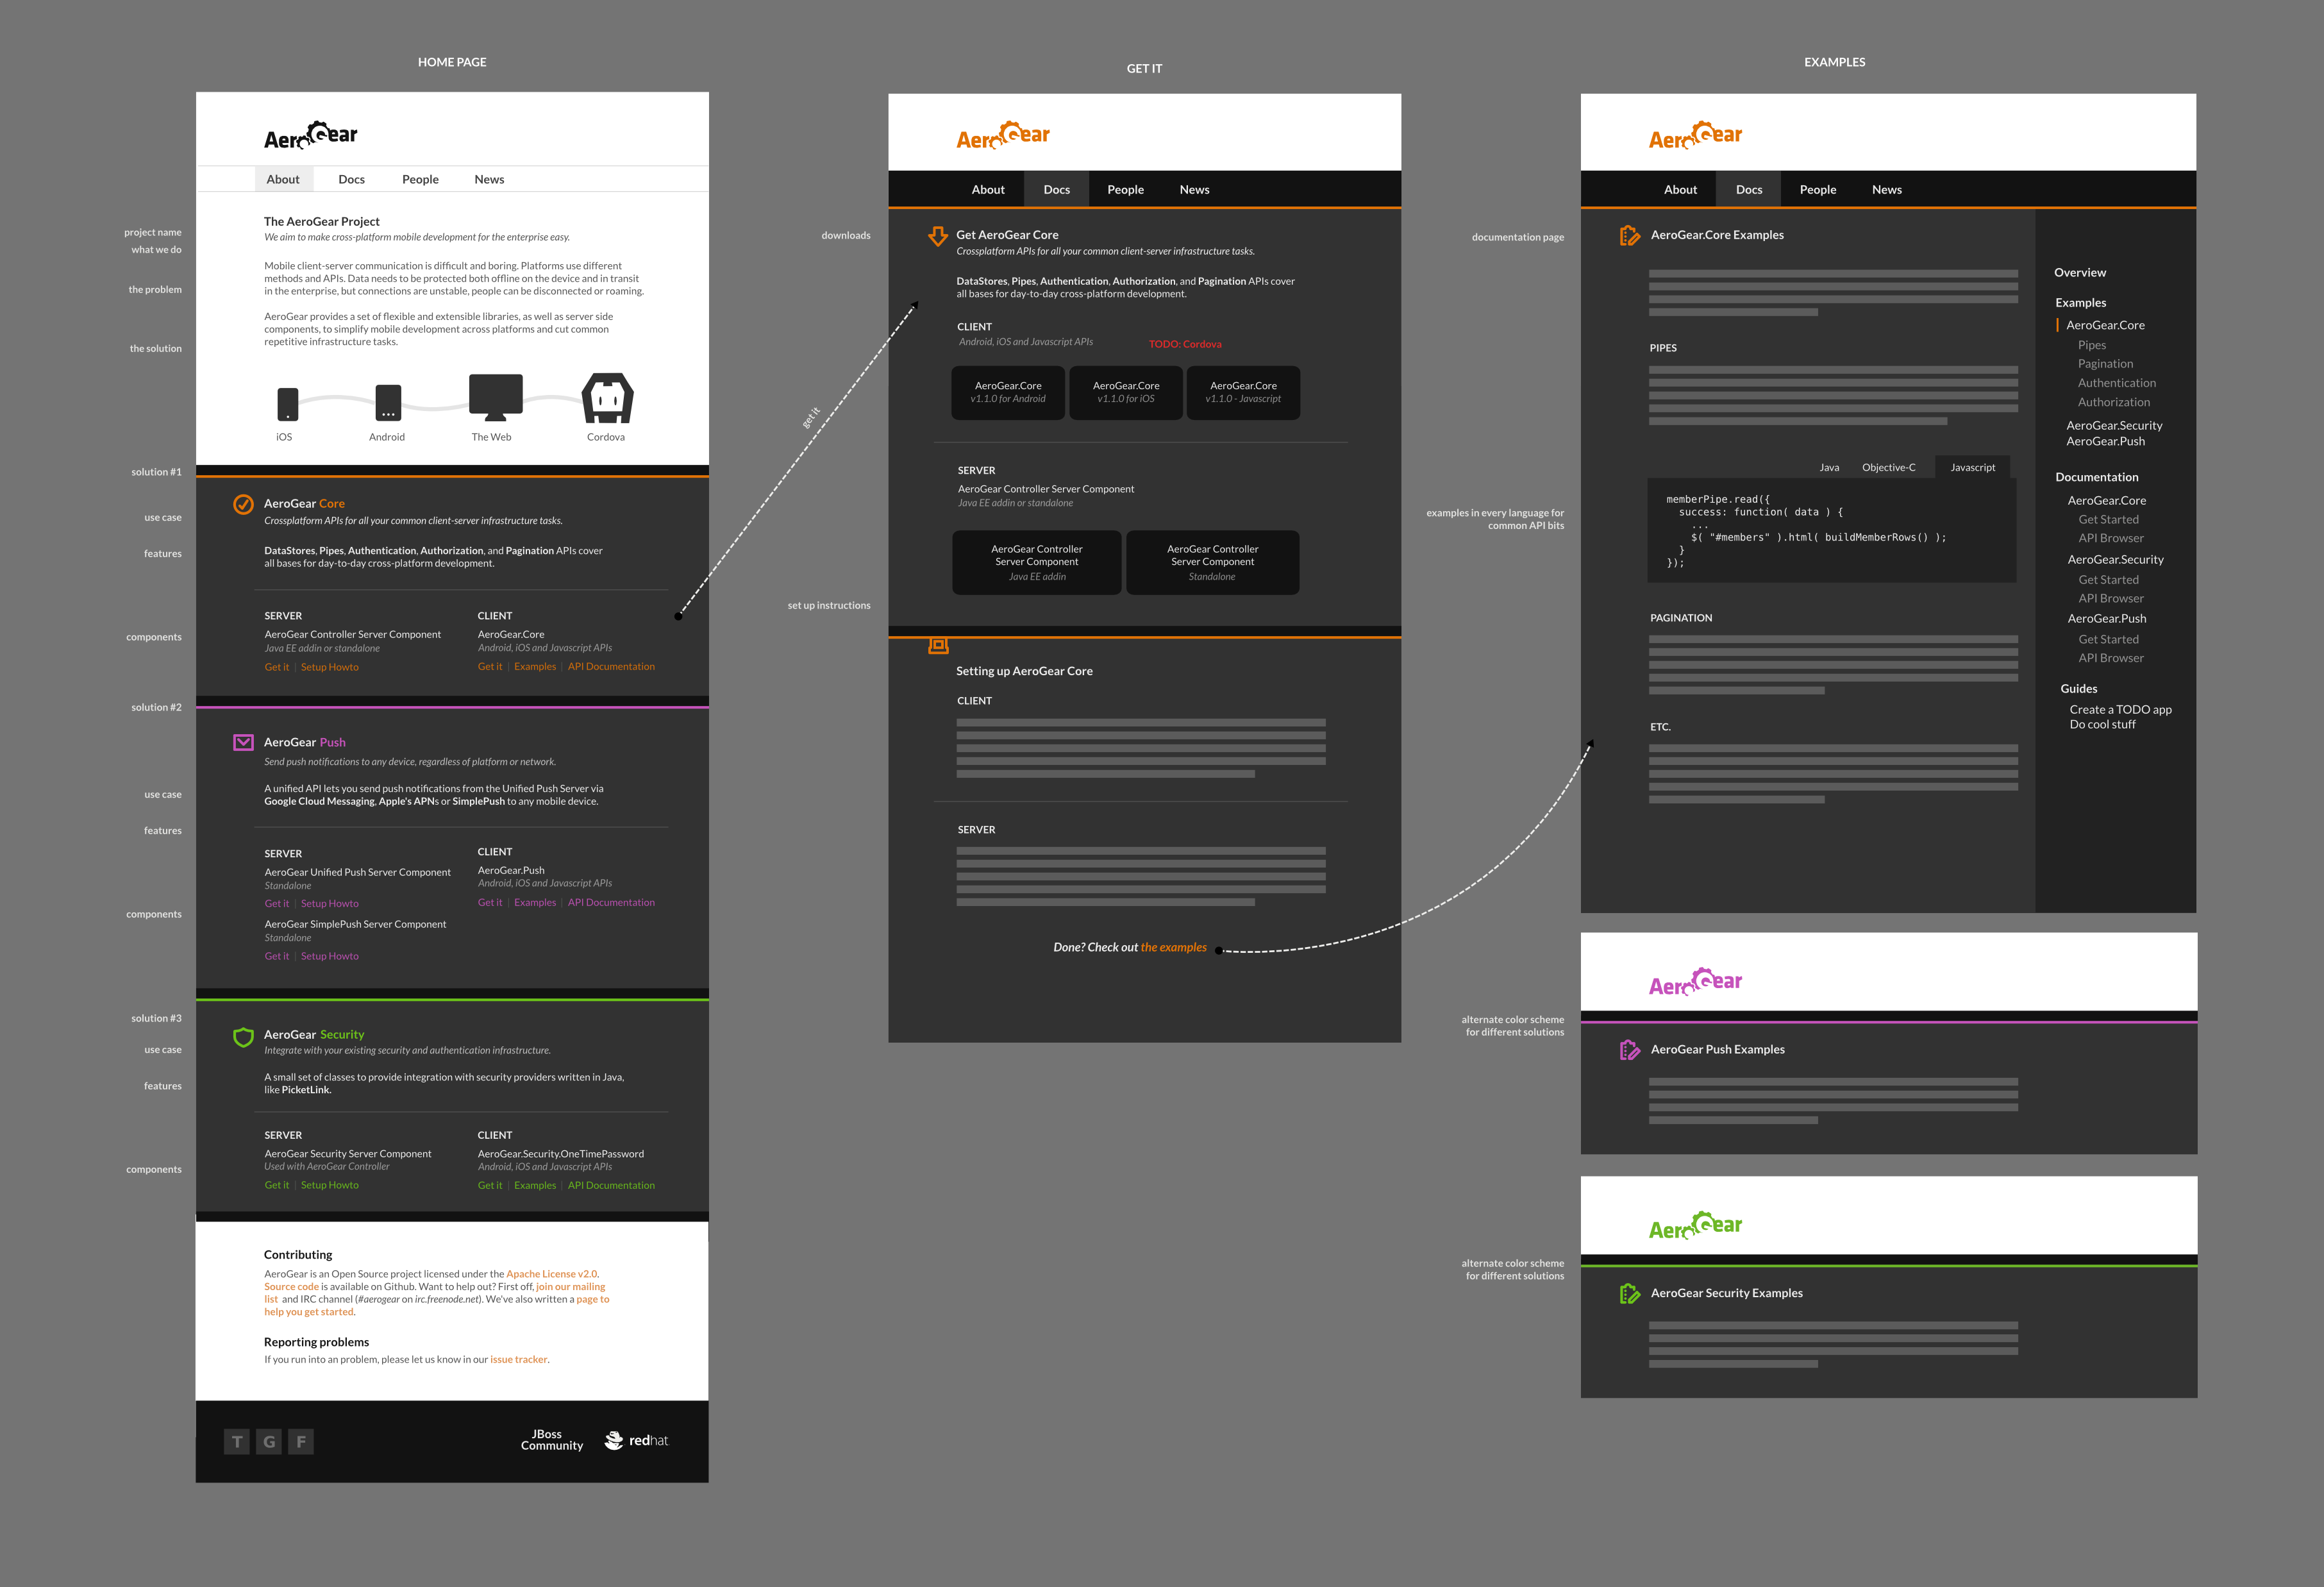 HOME PAGE
AeroGear
About Docs People News
project name
what we do
the problem
the solution
The AeroGear Project
We aim to make cross-platform mobile development for the enterprise easy.
Mobile client-server communication is difficult and boring. Platforms use different
methods and APIs. Data needs to be protected both offline on the device and in transit
in the enterprise, but connections are unstable, people can be disconnected or roaming.
AeroGear provides a set of flexible and extensible libraries, as well as server side
components, to simplify mobile development across platforms and cut common
repetitive infrastructure tasks.
iOS Android The Web Cordova
solution #1
use case
features
components
AeroGear Core
Crossplatform APIs for all your common client-server infrastructure tasks.
DataStores, Pipes, Authentication, Authorization, and Pagination APIs cover
all bases for day-to-day cross-platform development.
SERVER
AeroGear Controller Server Component
Java EE addin or standalone
Get it | Setup Howto
CLIENT
AeroGear.Core
Android, iOS and Javascript APIs
Get it | Examples | API Documentation
solution #2
use case
features
components
AeroGear Push
Send push notifications to any device, regardless of platform or network.
A unified API lets you send push notifications from the Unified Push Server via
Google Cloud Messaging, Apple's APNs or SimplePush to any mobile device.
SERVER
AeroGear Unified Push Server Component
Standalone
Get it | Setup Howto
AeroGear SimplePush Server Component
Standalone
Get it | Setup Howto
CLIENT
AeroGear.Push
Android, iOS and Javascript APIs
Get it | Examples | API Documentation
solution #3
use case
features
components
AeroGear Security
Integrate with your existing security and authentication infrastructure.
A small set of classes to provide integration with security providers written in Java,
like PicketLink.
SERVER
AeroGear Security Server Component
Used with AeroGear Controller
Get it | Setup Howto
CLIENT
AeroGear.Security.OneTimePassword
Android, iOS and Javascript APIs
Get it | Examples | API Documentation
Contributing
AeroGear is an Open Source project licensed under the Apache License v2.0.
Source code is available on Github. Want to help out? First off, join our mailing
list and IRC channel (#aerogear on irc.freenode.net). We've also written a page to
help you get started.
Reporting problems
If you run into an problem, please let us know in our issue tracker.
T G F
JBoss
Community
redhat
get it
GET IT
AeroGear
About Docs People News
downloads
Get AeroGear Core
Crossplatform APIs for all your common client-server infrastructure tasks.
DataStores, Pipes, Authentication, Authorization, and Pagination APIs cover
all bases for day-to-day cross-platform development.
CLIENT
Android, iOS and Javascript APIs
TODO: Cordova
AeroGear.Core
v1.1.0 for Android
AeroGear.Core
v1.1.0 for iOS
AeroGear.Core
v1.1.0 - Javascript
SERVER
AeroGear Controller Server Component
Java EE addin or standalone
AeroGear Controller
Server Component
Java EE addin
AeroGear Controller
Server Component
Standalone
set up instructions
Setting up AeroGear Core
CLIENT
SERVER
Done? Check out the examples
EXAMPLES
AeroGear
About Docs People News
documentation page
AeroGear.Core Examples
PIPES
examples in every language for
common API bits
Java Objective-C Javascript
memberPipe.read({
success: function( data ) {
...
$( "#members" ).html( buildMemberRows() );
}
});
PAGINATION
ETC.
Overview
Examples
AeroGear.Core
Pipes
Pagination
Authentication
Authorization
AeroGear.Security
AeroGear.Push
Documentation
AeroGear.Core
Get Started
API Browser
AeroGear.Security
Get Started
API Browser
AeroGear.Push
Get Started
API Browser
Guides
Create a TODO app
Do cool stuff
AeroGear
alternate color scheme
for different solutions
AeroGear Push Examples
AeroGear
alternate color scheme
for different solutions
AeroGear Security Examples